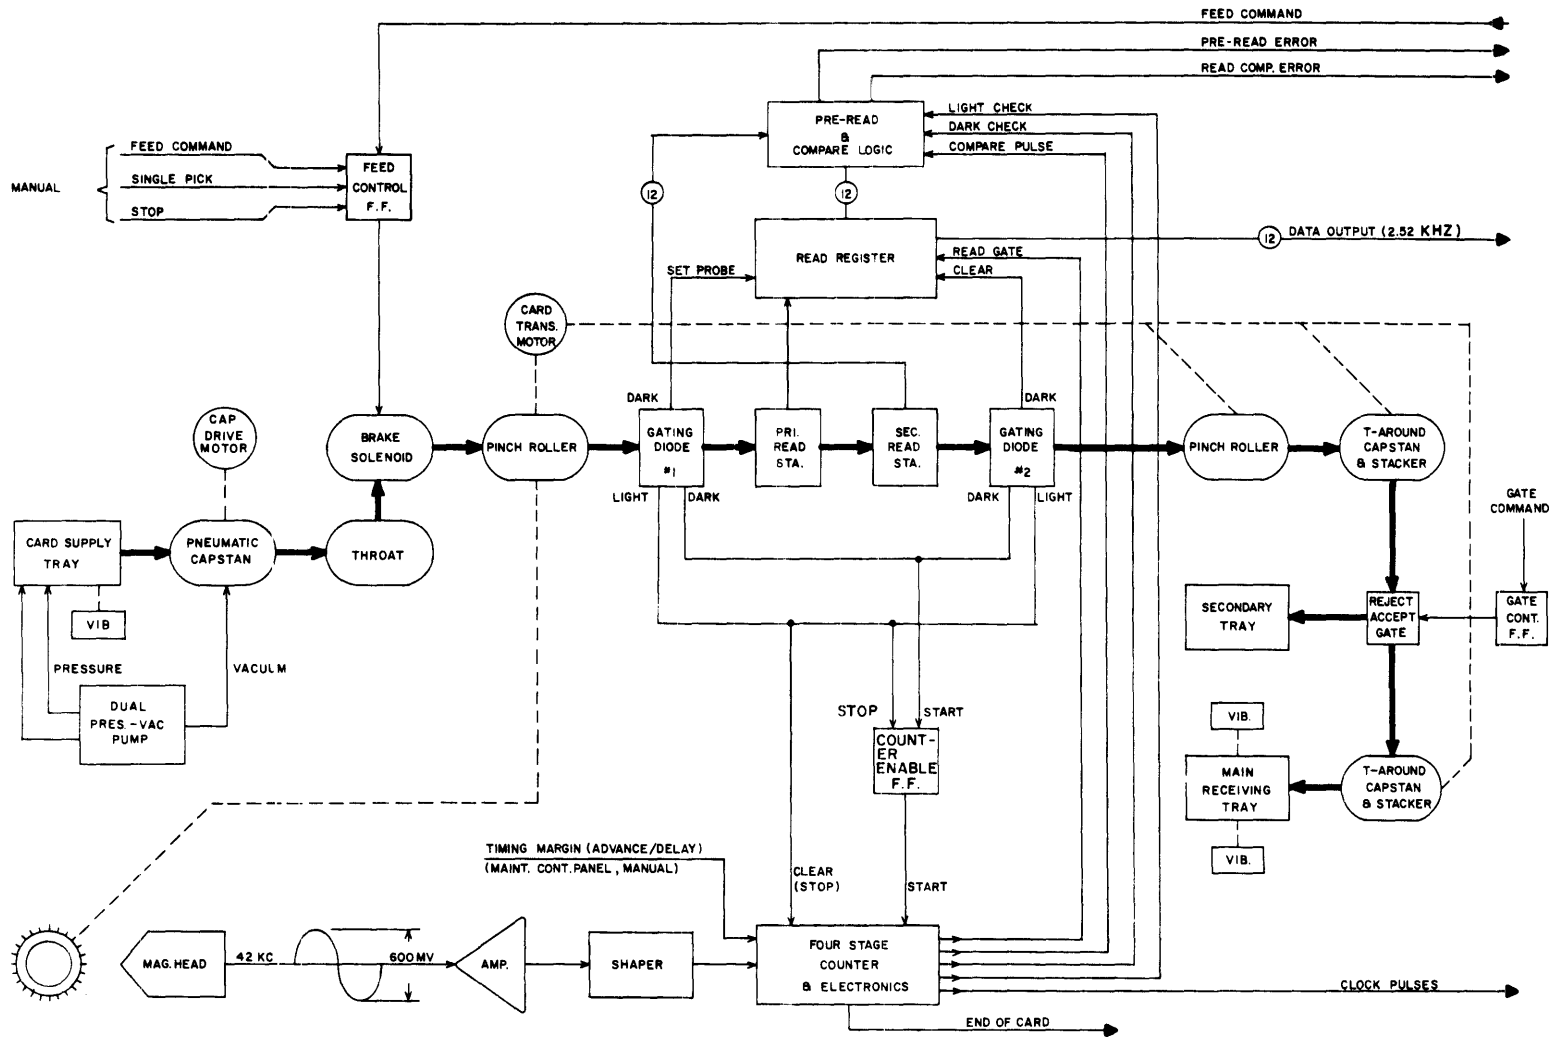 FEED COMMAND
PRE-READ ERROR
READ COMP. ERROR
LIGHT CHECK
DARK CHECK
COMPARE PULSE
PRE-READ
&
COMPARE LOGIC
FEED COMMAND
SINGLE PICK
STOP
MANUAL
FEED
CONTROL
F.F.
12
12
12
DATA OUTPUT (2.52 KHZ)
READ REGISTER
READ GATE
CLEAR
SET PROBE
CARD
TRANS.
MOTOR
CAP
DRIVE
MOTOR
BRAKE
SOLENOID
PINCH ROLLER
DARK
GATING
DIODE
#1
LIGHT
DARK
PRI.
READ
STA.
SEC.
READ
STA.
DARK
GATING
DIODE
#2
DARK
LIGHT
PINCH ROLLER
T-AROUND
CAPSTAN
& STACKER
GATE
COMMAND
CARD SUPPLY
TRAY
PNEUMATIC
CAPSTAN
THROAT
VIB
PRESSURE
VACUUM
DUAL
PRES.-VAC
PUMP
SECONDARY
TRAY
REJECT
ACCEPT
GATE
GATE
CONT.
F.F.
STOP
START
COUNT-
ER
ENABLE
F.F.
VIB.
MAIN
RECEIVING
TRAY
VIB.
T-AROUND
CAPSTAN
& STACKER
TIMING MARGIN (ADVANCE/DELAY)
(MAINT. CONT. PANEL, MANUAL)
CLEAR
(STOP)
START
MAG. HEAD
42 KC
600 MV
AMP.
SHAPER
FOUR STAGE
COUNTER
& ELECTRONICS
CLOCK PULSES
END OF CARD